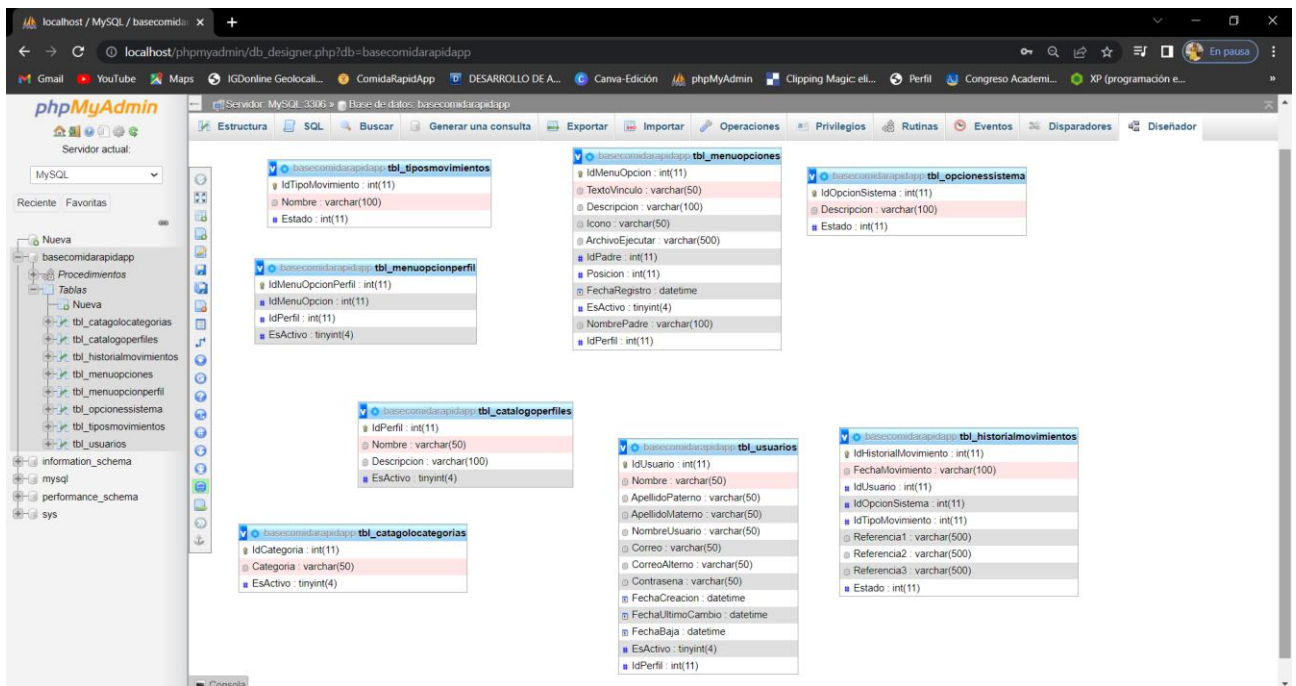 localhost / MySQL / basecomida
localhost/phpmyadmin/db_designer.php?db=basecomidarapidapp
En pausa
Gmail YouTube Maps IGDonline Geolocali... ComidaRapidApp DESARROLLO DE A... Canva-Edición phpMyAdmin Clipping Magic: eli... Perfil Congreso Academi... XP (programación e... »
phpMyAdmin
Servidor actual:
MySQL
Reciente Favoritas
Nueva
basecomidarapidapp
Procedimientos
Tablas
Nueva
tbl_catagolocategorias
tbl_catalogoperfiles
tbl_historialmovimientos
tbl_menuopciones
tbl_menuopcionperfil
tbl_opcionessistema
tbl_tiposmovimientos
tbl_usuarios
information_schema
mysql
performance_schema
sys
Servidor: MySQL:3306 » Base de datos: basecomidarapidapp
Estructura SQL Buscar Generar una consulta Exportar Importar Operaciones Privilegios Rutinas Eventos Disparadores Diseñador
basecomidarapidapp tbl_tiposmovimientos
IdTipoMovimiento : int(11)
Nombre : varchar(100)
Estado : int(11)
basecomidarapidapp tbl_menuopciones
IdMenuOpcion : int(11)
TextoVinculo : varchar(50)
Descripcion : varchar(100)
Icono : varchar(50)
ArchivoEjecutar : varchar(500)
IdPadre : int(11)
Posicion : int(11)
FechaRegistro : datetime
EsActivo : tinyint(4)
NombrePadre : varchar(100)
IdPerfil : int(11)
basecomidarapidapp tbl_opcionessistema
IdOpcionSistema : int(11)
Descripcion : varchar(100)
Estado : int(11)
basecomidarapidapp tbl_menuopcionperfil
IdMenuOpcionPerfil : int(11)
IdMenuOpcion : int(11)
IdPerfil : int(11)
EsActivo : tinyint(4)
basecomidarapidapp tbl_catalogoperfiles
IdPerfil : int(11)
Nombre : varchar(50)
Descripcion : varchar(100)
EsActivo : tinyint(4)
basecomidarapidapp tbl_usuarios
IdUsuario : int(11)
Nombre : varchar(50)
ApellidoPaterno : varchar(50)
ApellidoMaterno : varchar(50)
NombreUsuario : varchar(50)
Correo : varchar(50)
CorreoAlterno : varchar(50)
Contrasena : varchar(50)
FechaCreacion : datetime
FechaUltimoCambio : datetime
FechaBaja : datetime
EsActivo : tinyint(4)
IdPerfil : int(11)
basecomidarapidapp tbl_historialmovimientos
IdHistorialMovimiento : int(11)
FechaMovimiento : varchar(100)
IdUsuario : int(11)
IdOpcionSistema : int(11)
IdTipoMovimiento : int(11)
Referencia1 : varchar(500)
Referencia2 : varchar(500)
Referencia3 : varchar(500)
Estado : int(11)
basecomidarapidapp tbl_catagolocategorias
IdCategoria : int(11)
Categoria : varchar(50)
EsActivo : tinyint(4)
Consola